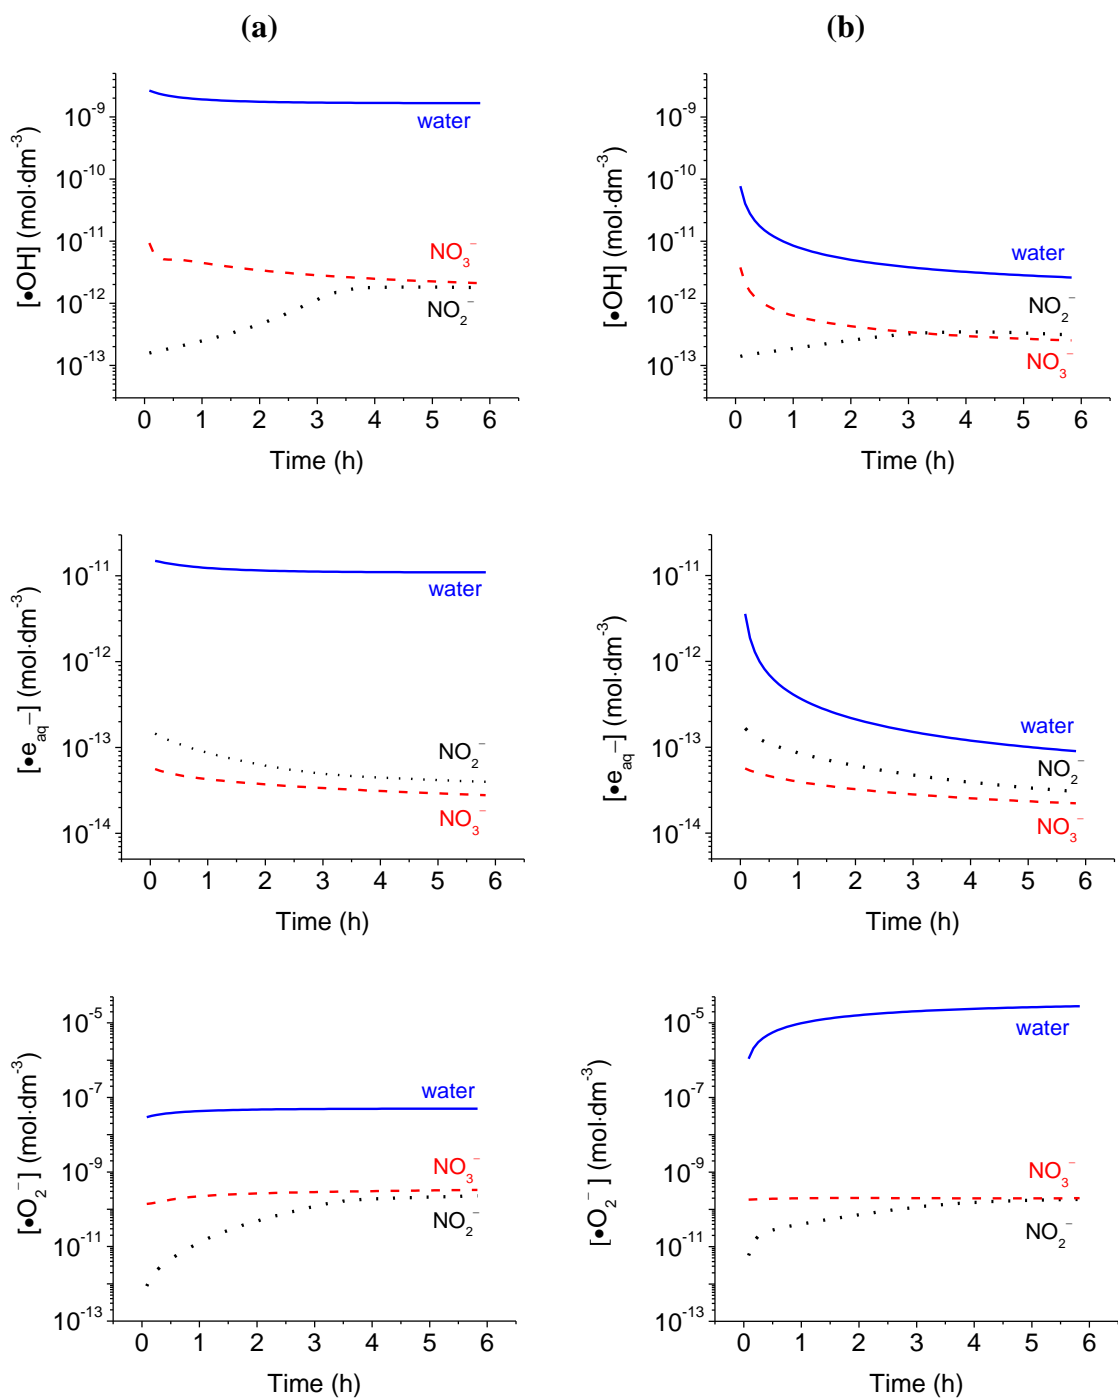 (a)
(b)
[•OH] (mol·dm⁻³)
10⁻⁹
10⁻¹⁰
10⁻¹¹
10⁻¹²
10⁻¹³
water
NO₃⁻
NO₂⁻
0 1 2 3 4 5 6
Time (h)
[•OH] (mol·dm⁻³)
10⁻⁹
10⁻¹⁰
10⁻¹¹
10⁻¹²
10⁻¹³
water
NO₂⁻
NO₃⁻
0 1 2 3 4 5 6
Time (h)
[•e_aq⁻] (mol·dm⁻³)
10⁻¹¹
10⁻¹²
10⁻¹³
10⁻¹⁴
water
NO₂⁻
NO₃⁻
0 1 2 3 4 5 6
Time (h)
[•e_aq⁻] (mol·dm⁻³)
10⁻¹¹
10⁻¹²
10⁻¹³
10⁻¹⁴
water
NO₂⁻
NO₃⁻
0 1 2 3 4 5 6
Time (h)
[•O₂⁻] (mol·dm⁻³)
10⁻⁵
10⁻⁷
10⁻⁹
10⁻¹¹
10⁻¹³
water
NO₃⁻
NO₂⁻
0 1 2 3 4 5 6
Time (h)
[•O₂⁻] (mol·dm⁻³)
10⁻⁵
10⁻⁷
10⁻⁹
10⁻¹¹
10⁻¹³
water
NO₃⁻
NO₂⁻
0 1 2 3 4 5 6
Time (h)